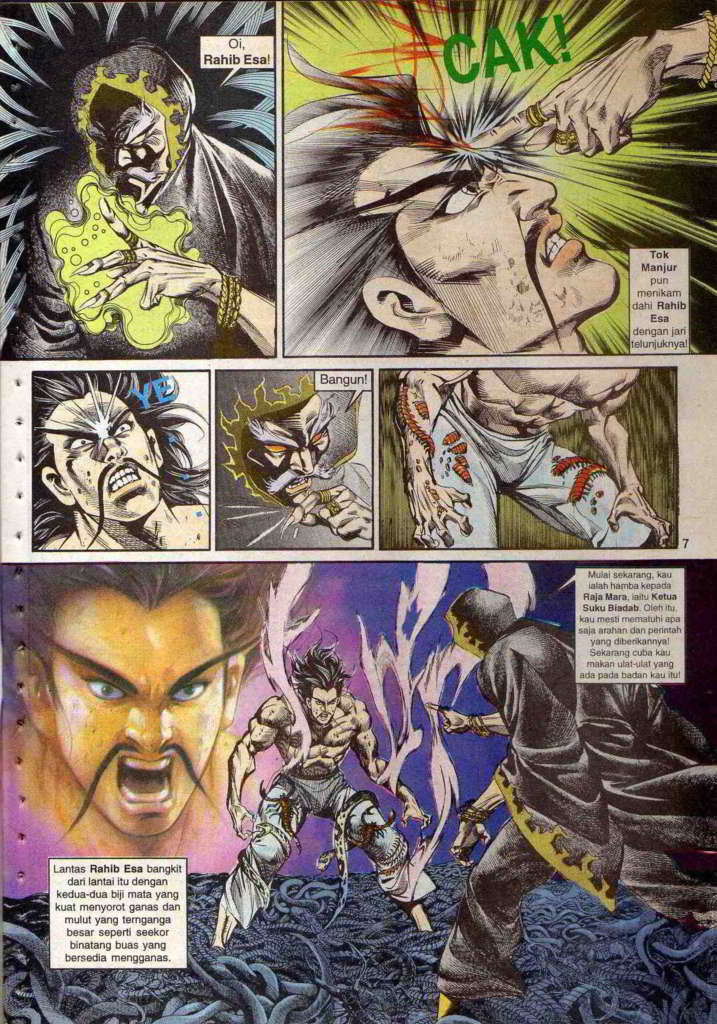 Oi,
Rahib Esa!
CAK!
Tok
Manjur
pun
menikam
dahi Rahib
Esa
dengan jari
telunjuknya!
YE
Bangun!
7
Mulai sekarang, kau
ialah hamba kepada
Raja Mara, iaitu Ketua
Suku Biadab. Oleh itu,
kau mesti mematuhi apa
saja arahan dan perintah
yang diberikan!
Sekarang cuba kau
makan ulat-ulat yang
ada pada badan kau itu!
Lantas Rahib Esa bangkit
dari lantai itu dengan
kedua-dua biji mata yang
kuat menyorot ganas dan
mulut yang ternganga
besar seperti seekor
binatang buas yang
bersedia mengganas.